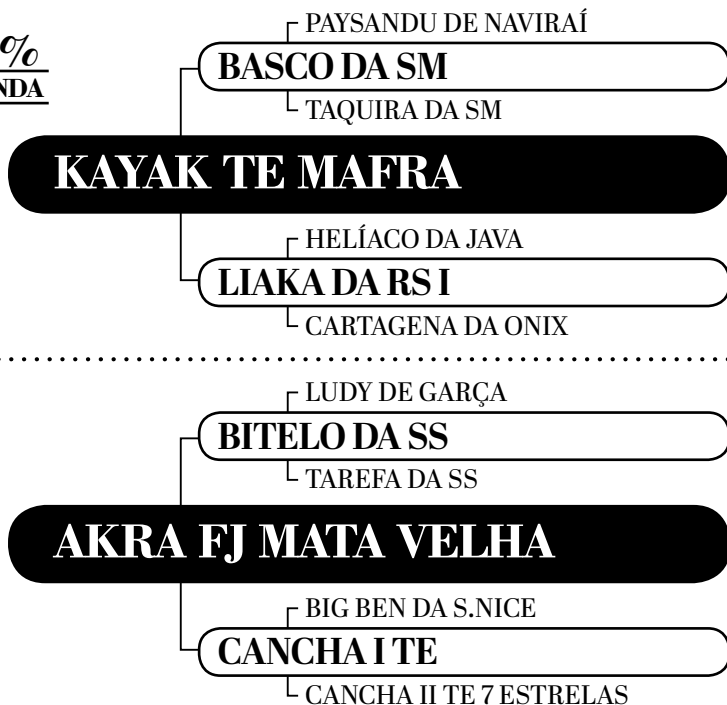 PAYSANDU DE NAVIRAÍ
%
BASCO DA SM
TAQUIRA DA SM
KAYAK TE MAFRA
HELÍACO DA JAVA
LIAKA DA RS I
CARTAGENA DA ONIX
LUDY DE GARÇA
BITELO DA SS
TAREFA DA SS
AKRA FJ MATA VELHA
BIG BEN DA S.NICE
CANCHA I TE
CANCHA II TE 7 ESTRELAS